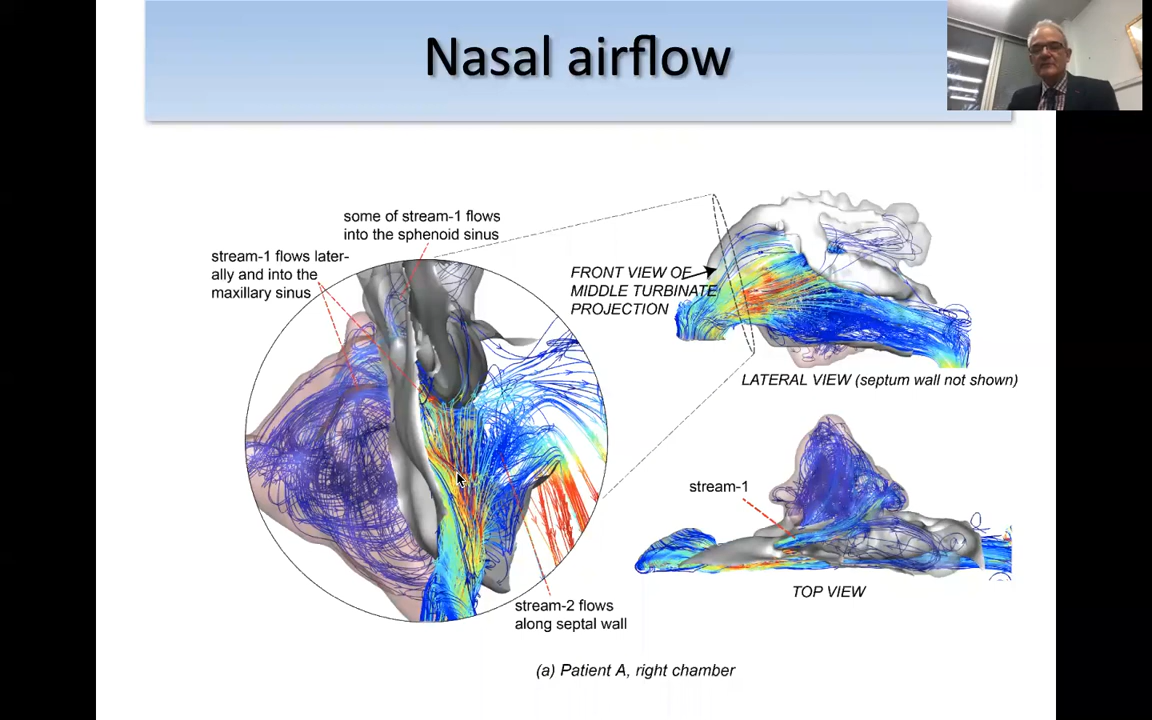 Nasal airflow
some of stream-1 flows
into the sphenoid sinus
stream-1 flows later-
ally and into the
maxillary sinus
FRONT VIEW OF
MIDDLE TURBINATE
PROJECTION
LATERAL VIEW (septum wall not shown)
stream-1
TOP VIEW
stream-2 flows
along septal wall
(a) Patient A, right chamber